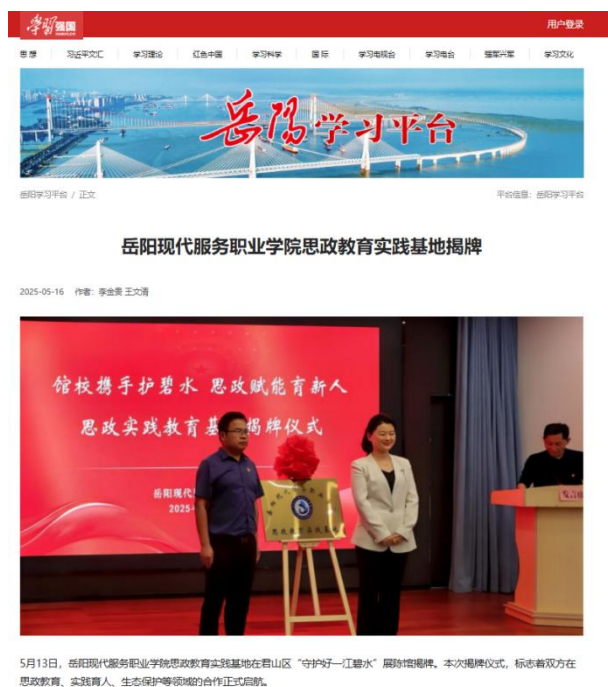 学习强国
用户登录
思想 习近平文汇 学习理论 红色中国 学习科学 国际 学习电视台 学习电台 强军兴军 学习文化
岳阳学习平台
岳阳学习平台 / 正文 平台信息：岳阳学习平台
岳阳现代服务职业学院思政教育实践基地揭牌
2025-05-16 作者：李金贵 王文清
馆校携手护碧水 思政赋能育新人
思政实践教育基 揭牌仪式
岳阳现代
2025-
思政教育实践基地
发言席
5月13日，岳阳现代服务职业学院思政教育实践基地在君山区“守护好一江碧水”展陈馆揭牌。本次揭牌仪式，标志着双方在
思政教育、实践育人、生态保护等领域的合作正式启航。